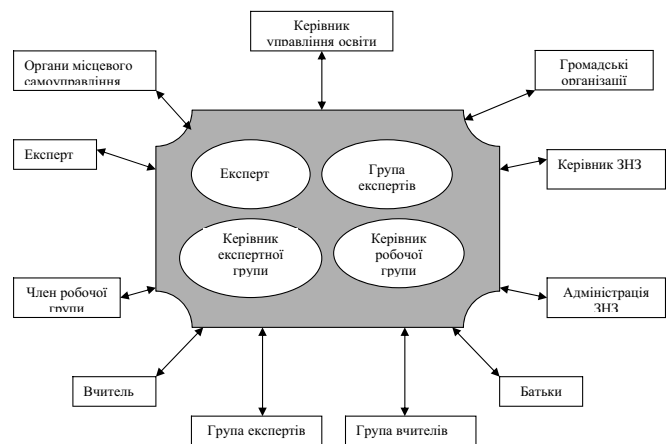 Керівник
управління освіти
Органи місцевого
самоуправління
Громадські
організації
Експерт
Керівник ЗНЗ
Експерт
Група
експертів
Керівник
експертної
групи
Керівник
робочої
групи
Член робочої
групи
Адміністрація
ЗНЗ
Вчитель
Батьки
Група експертів
Група вчителів